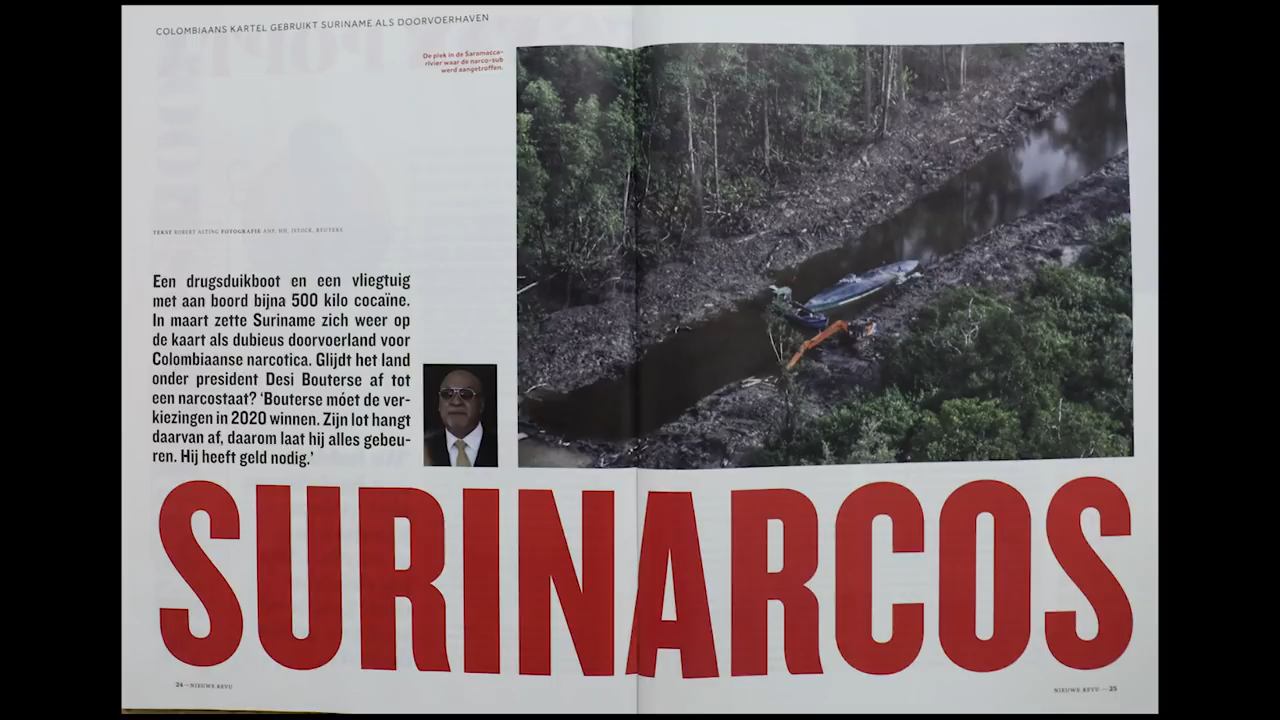 COLOMBIAANS KARTEL GEBRUIKT SURINAME ALS DOORVOERHAVEN
De plek in de Saramacca-
rivier waar de narco-sub
werd aangetroffen.
TEKST ROBERT ALTING FOTOGRAFIE ANP, HH, ISTOCK, REUTERS
Een drugsduikboot en een vliegtuig
met aan boord bijna 500 kilo cocaïne.
In maart zette Suriname zich weer op
de kaart als dubieus doorvoerland voor
Colombiaanse narcotica. Glijdt het land
onder president Desi Bouterse af tot
een narcostaat? ‘Bouterse móet de ver-
kiezingen in 2020 winnen. Zijn lot hangt
daarvan af, daarom laat hij alles gebeu-
ren. Hij heeft geld nodig.’
SURINARCOS
24—NIEUWE REVU
NIEUWE REVU —25